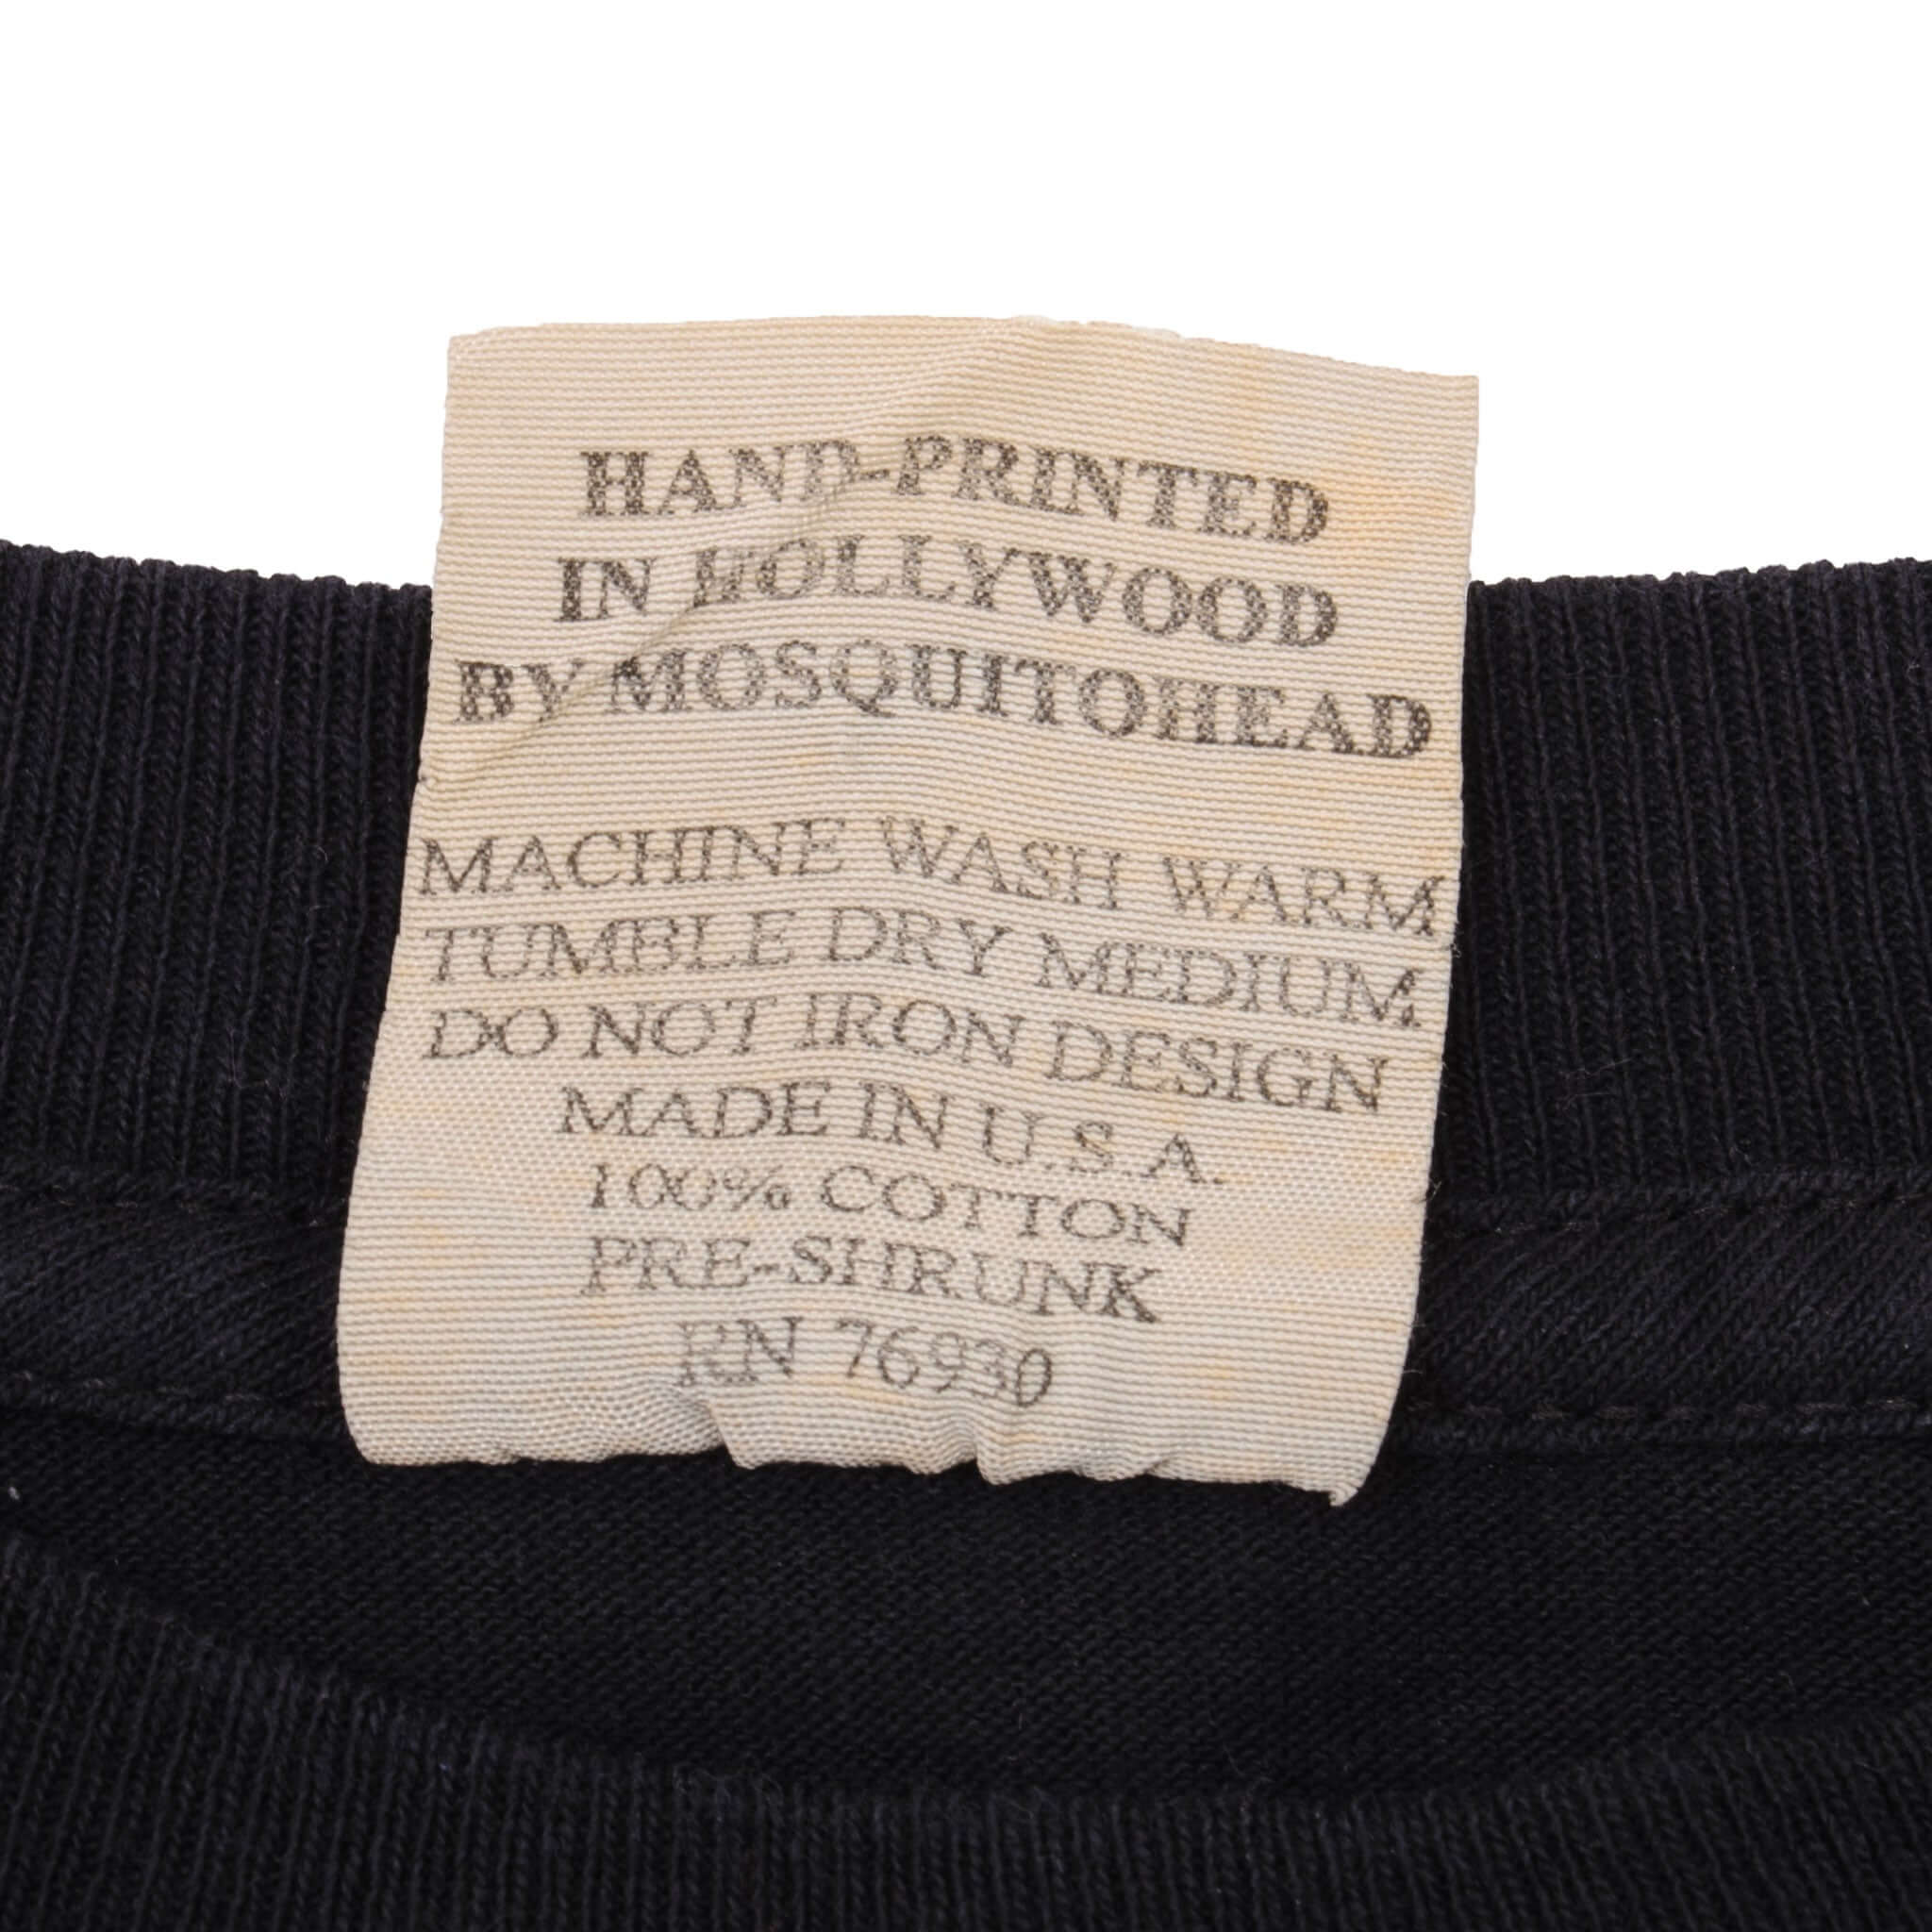 HAND-PRINTED
IN HOLLYWOOD
BY MOSQUITOHEAD
MACHINE WASH WARM
TUMBLE DRY MEDIUM.
DO NOT IRON DESIGN
MADE IN U.S.A.
100% COTTON
PRE-SHRUNK
RN 76930